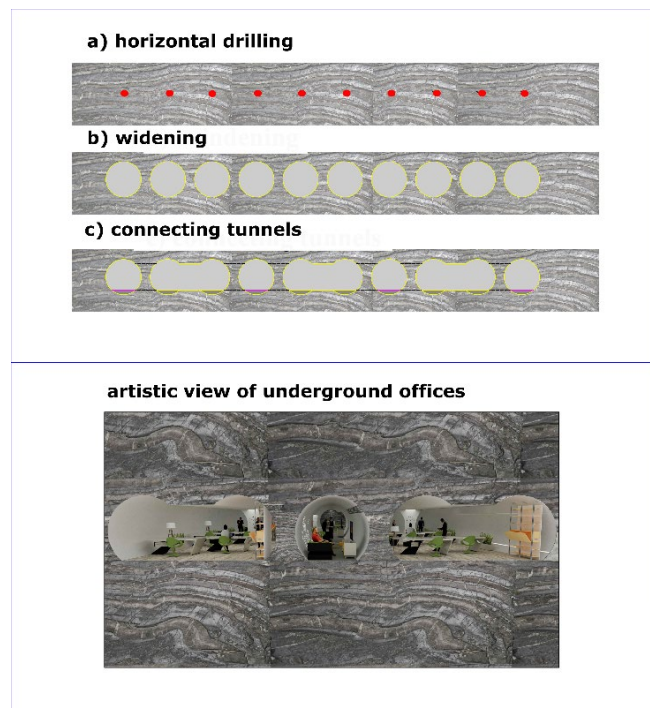 a) horizontal drilling
b) widening
c) connecting tunnels
artistic view of underground offices